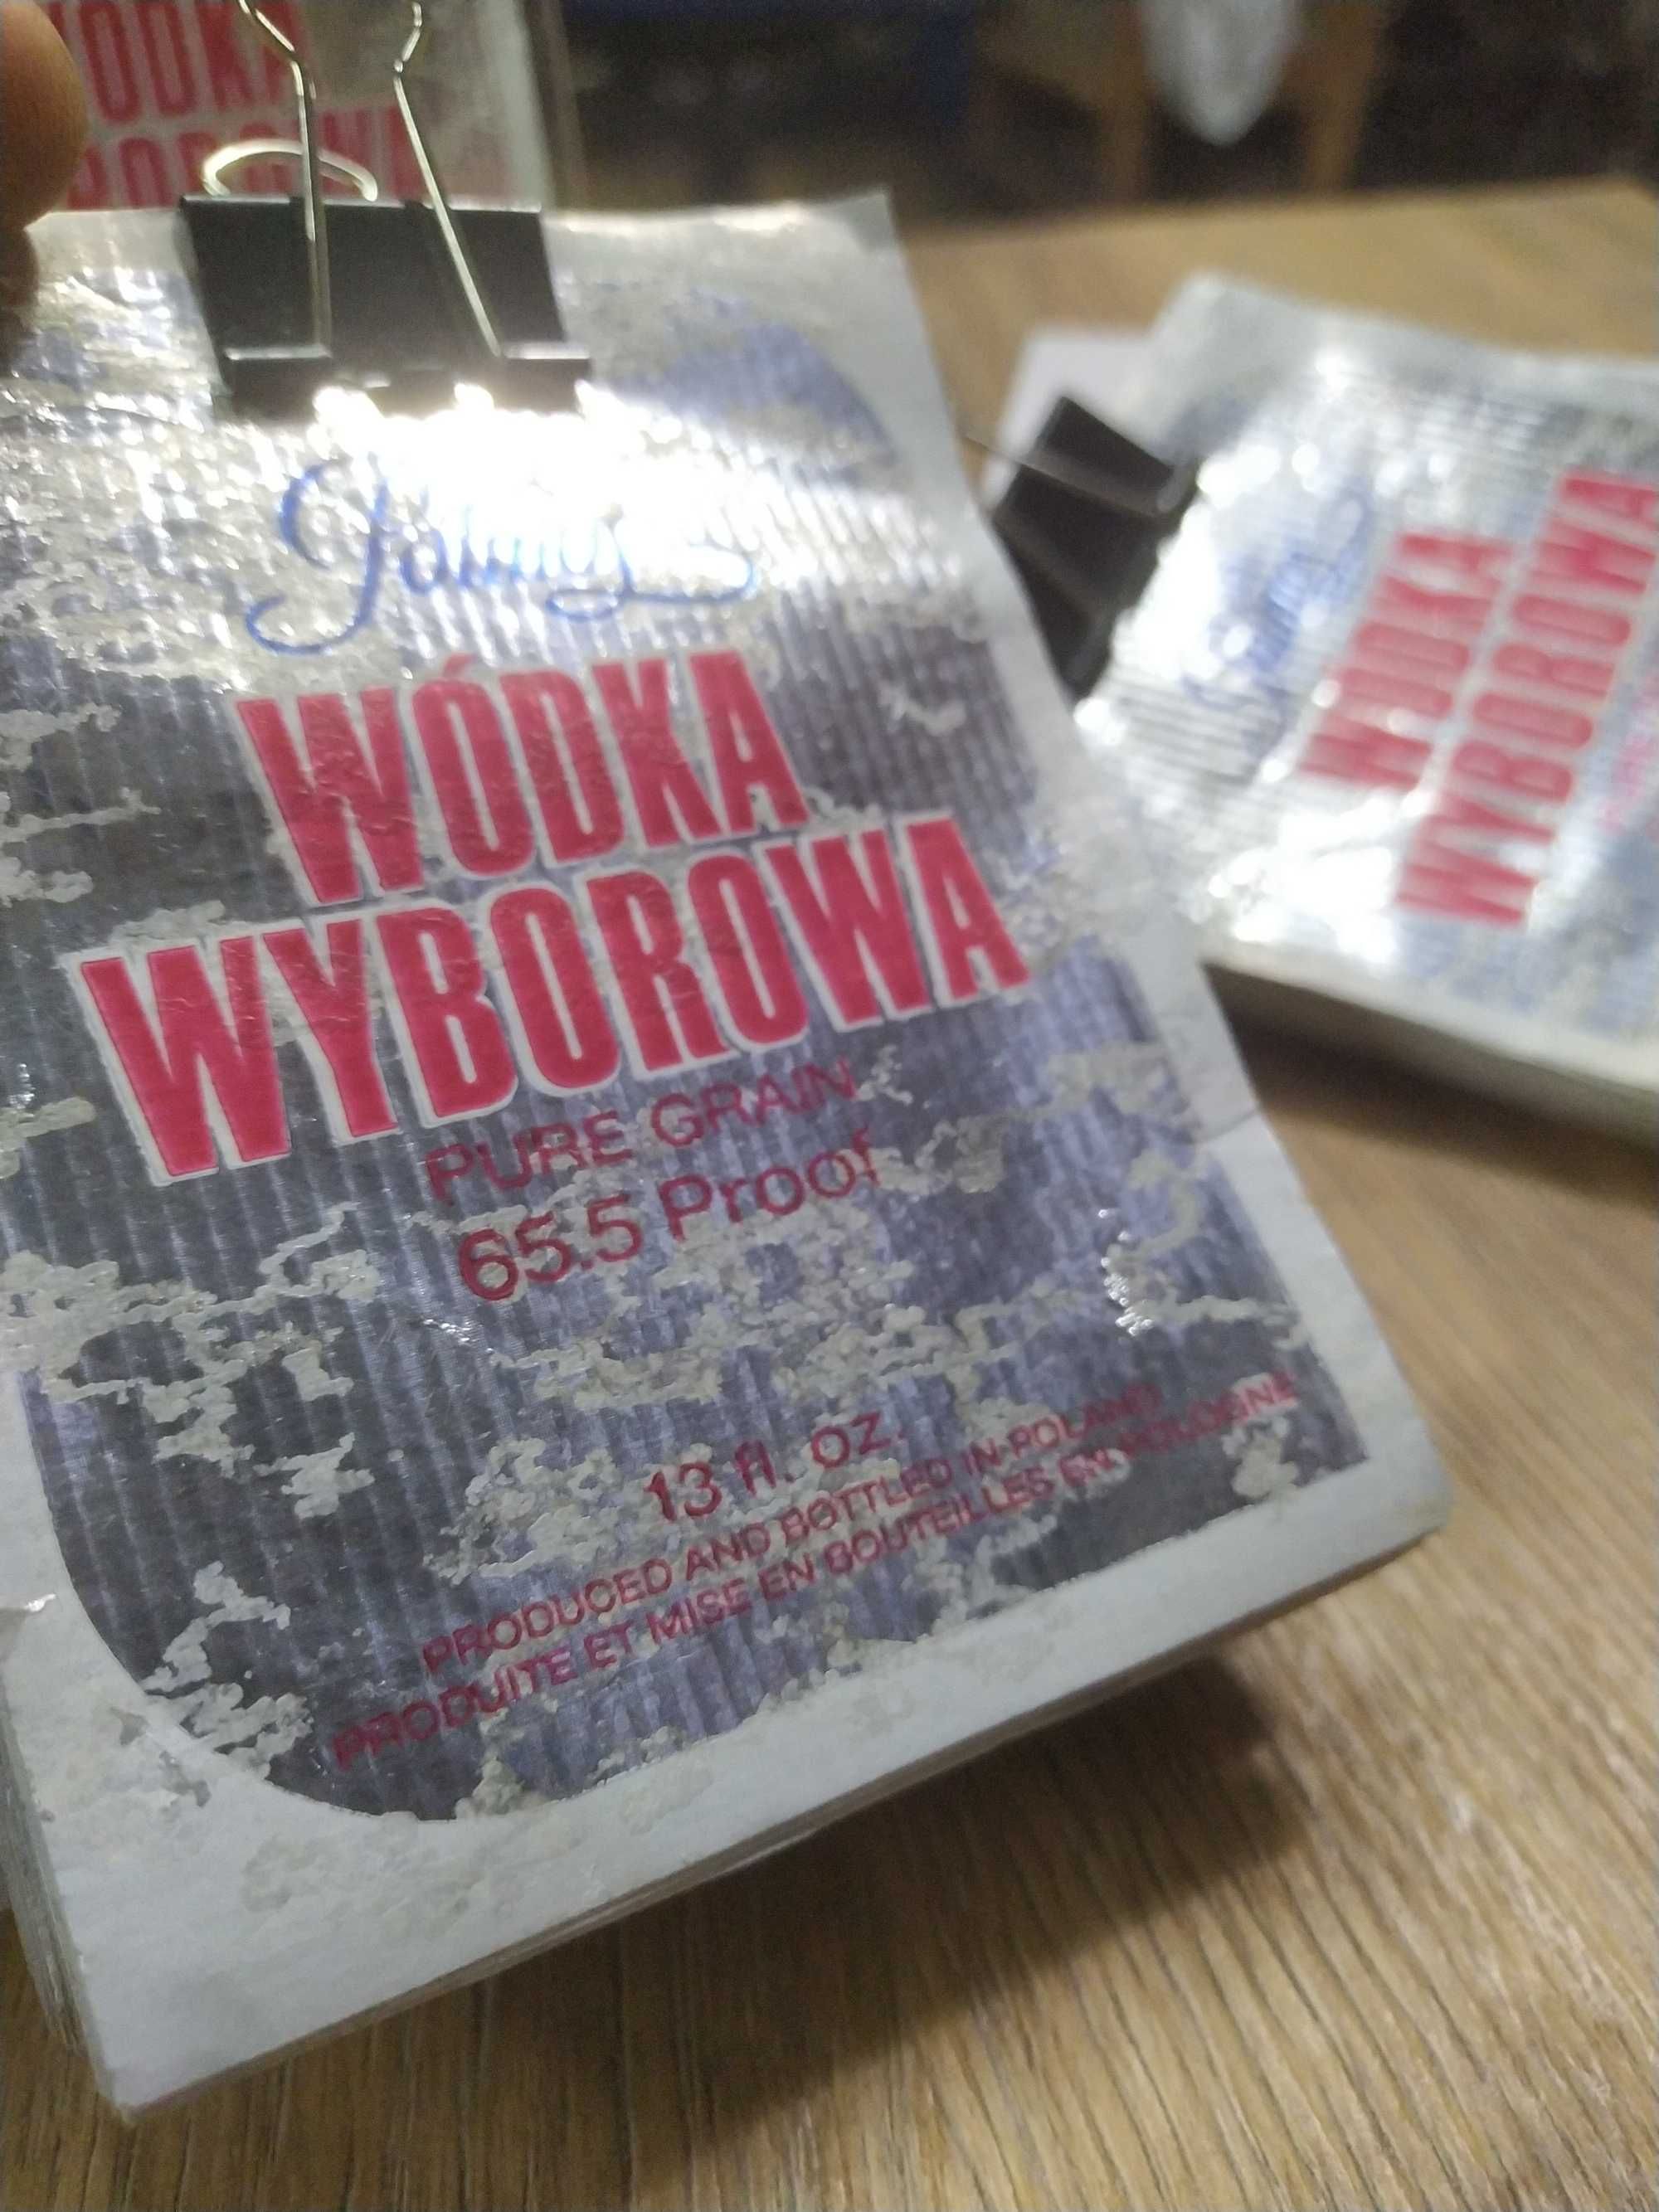 WÓDKA
WYBOROWA
PURE GRAIN
65.5 Proof
13 fl. oz.
PRODUCED AND BOTTLED IN POLAND
PRODUITE ET MISE EN BOUTEILLES EN POLOGNE
WÓDKA
WYBOROWA